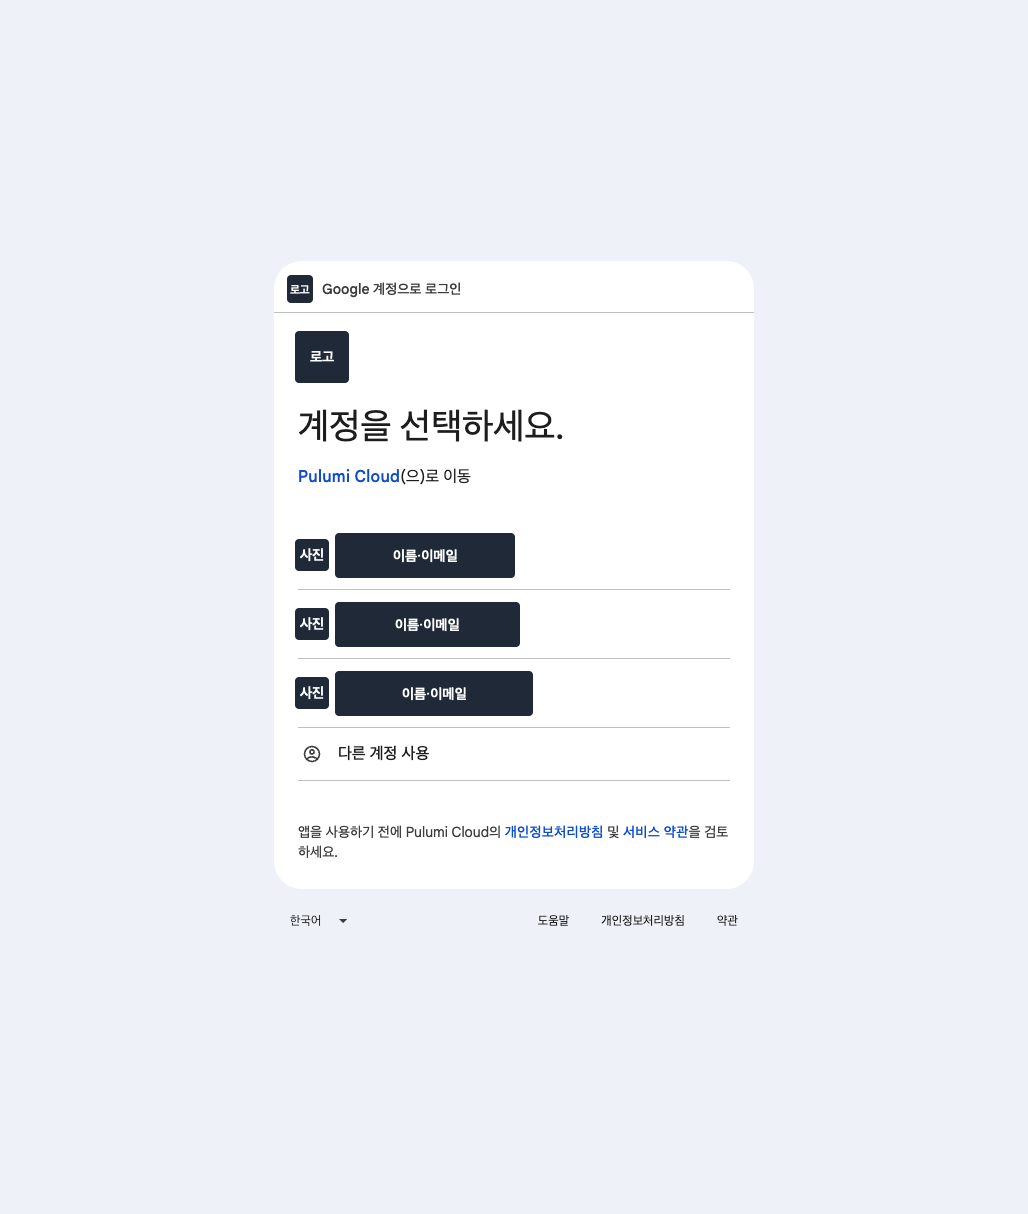 로고 Google 계정으로 로그인
로고
계정을 선택하세요.
Pulumi Cloud(으)로 이동
사진 이름·이메일
사진 이름·이메일
사진 이름·이메일
다른 계정 사용
앱을 사용하기 전에 Pulumi Cloud의 개인정보처리방침 및 서비스 약관을 검토
하세요.
한국어 도움말 개인정보처리방침 약관